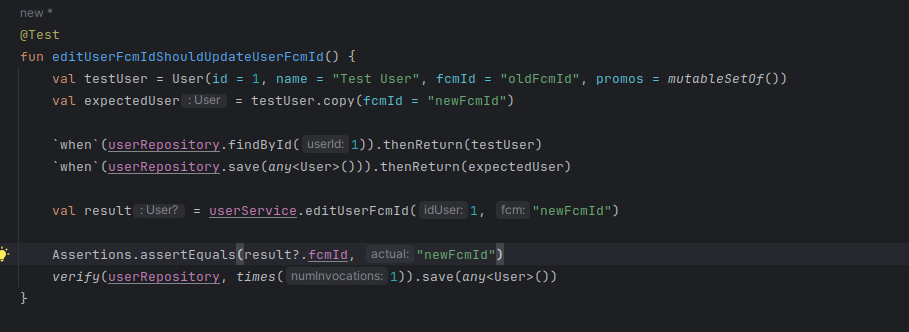 new *
@Test
fun editUserFcmIdShouldUpdateUserFcmId() {
val testUser = User(id = 1, name = "Test User", fcmId = "oldFcmId", promos = mutableSetOf())
val expectedUser : User = testUser.copy(fcmId = "newFcmId")
`when`(userRepository.findById( userId: 1)).thenReturn(testUser)
`when`(userRepository.save(any<User>())).thenReturn(expectedUser)
val result : User? = userService.editUserFcmId( idUser: 1, fcm: "newFcmId")
Assertions.assertEquals(result?.fcmId, actual: "newFcmId")
verify(userRepository, times( numInvocations: 1)).save(any<User>())
}